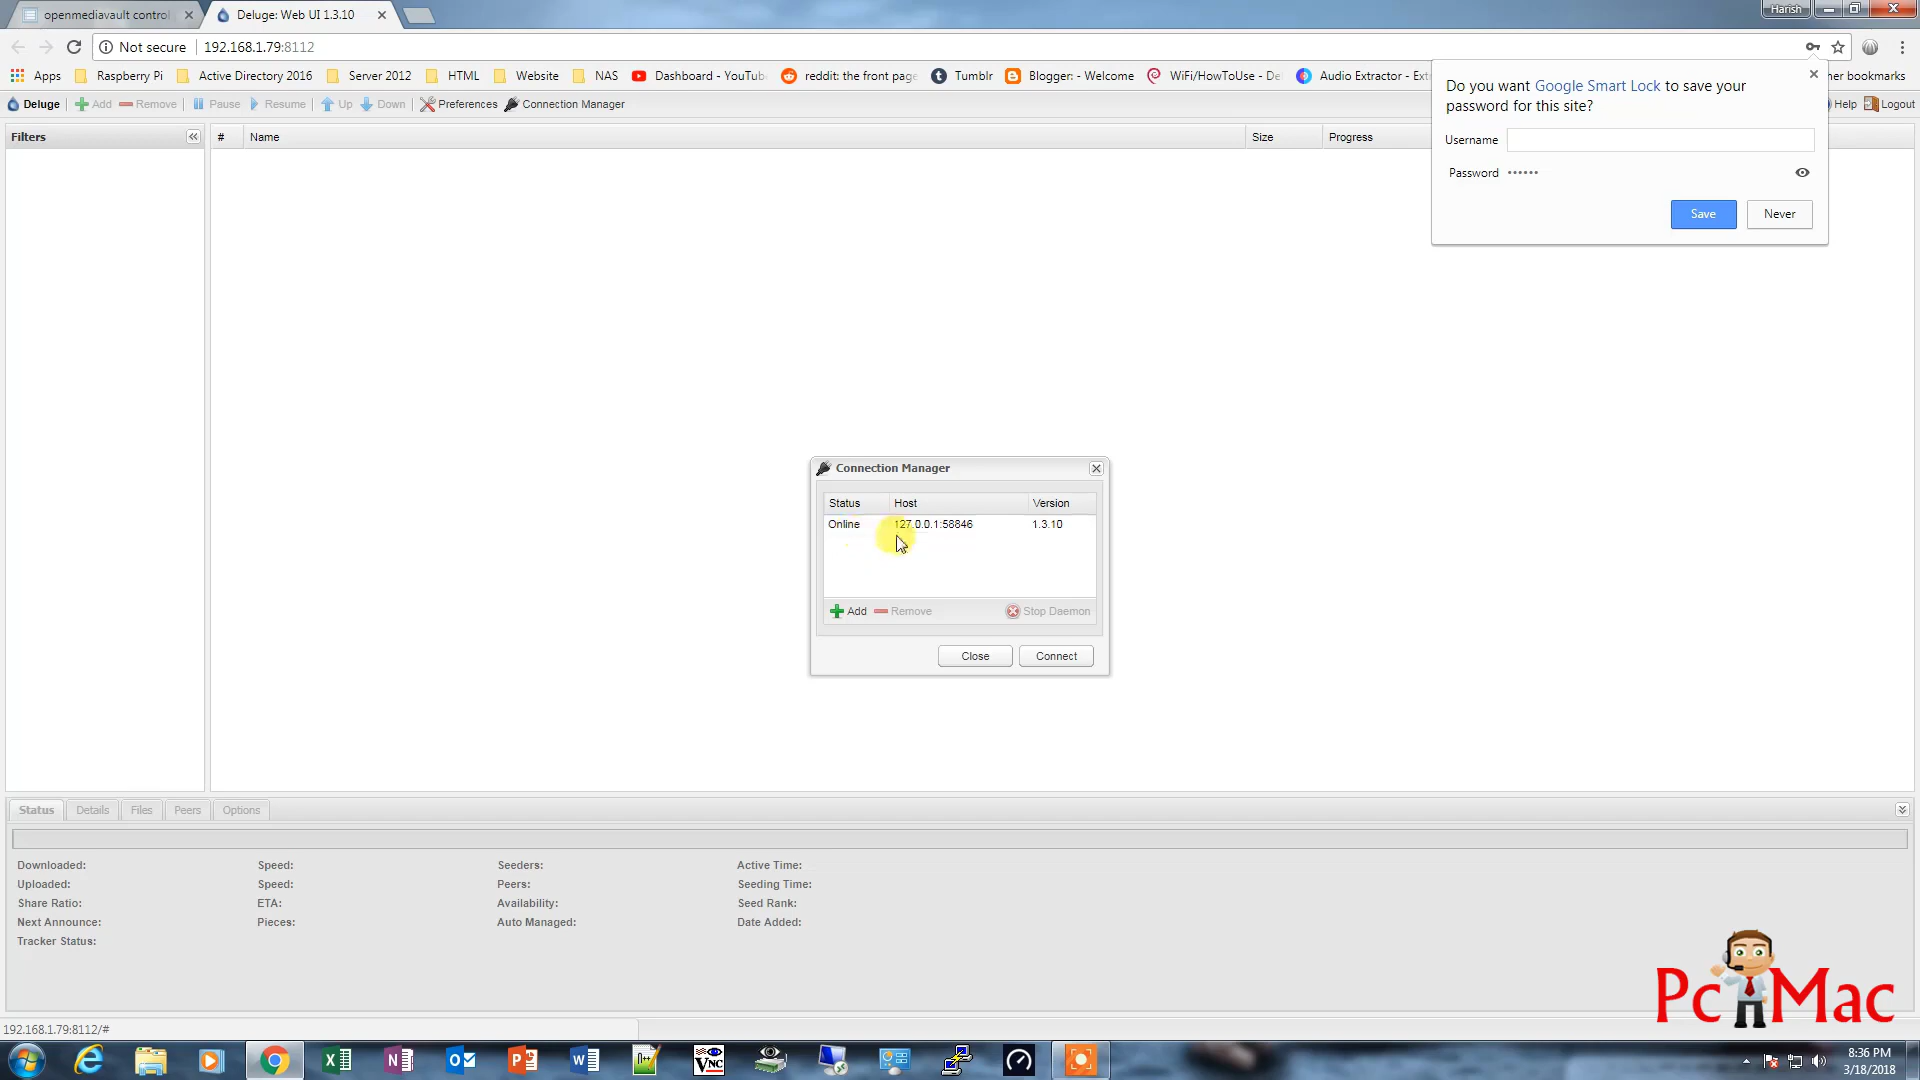 openmediavault control
Deluge: Web UI 1.3.10
Harish
Not secure
192.168.1.79:8112
Apps
Raspberry Pi
Active Directory 2016
Server 2012
HTML
Website
NAS
Dashboard - YouTub
reddit: the front page
Tumblr
Blogger: - Welcome
WiFi/HowToUse - De
Audio Extractor - Ext
her bookmarks
Deluge
Add
Remove
Pause
Resume
Up
Down
Preferences
Connection Manager
Help
Logout
Do you want Google Smart Lock to save your
password for this site?
Username
Password ••••••
Save
Never
Filters
#
Name
Size
Progress
Connection Manager
Status
Host
Version
Online
127.0.0.1:58846
1.3.10
Add
Remove
Stop Daemon
Close
Connect
Status
Details
Files
Peers
Options
Downloaded:
Speed:
Seeders:
Active Time:
Uploaded:
Speed:
Peers:
Seeding Time:
Share Ratio:
ETA:
Availability:
Seed Rank:
Next Announce:
Pieces:
Auto Managed:
Date Added:
Tracker Status:
192.168.1.79:8112/#
Pc Mac
8:36 PM
3/18/2018